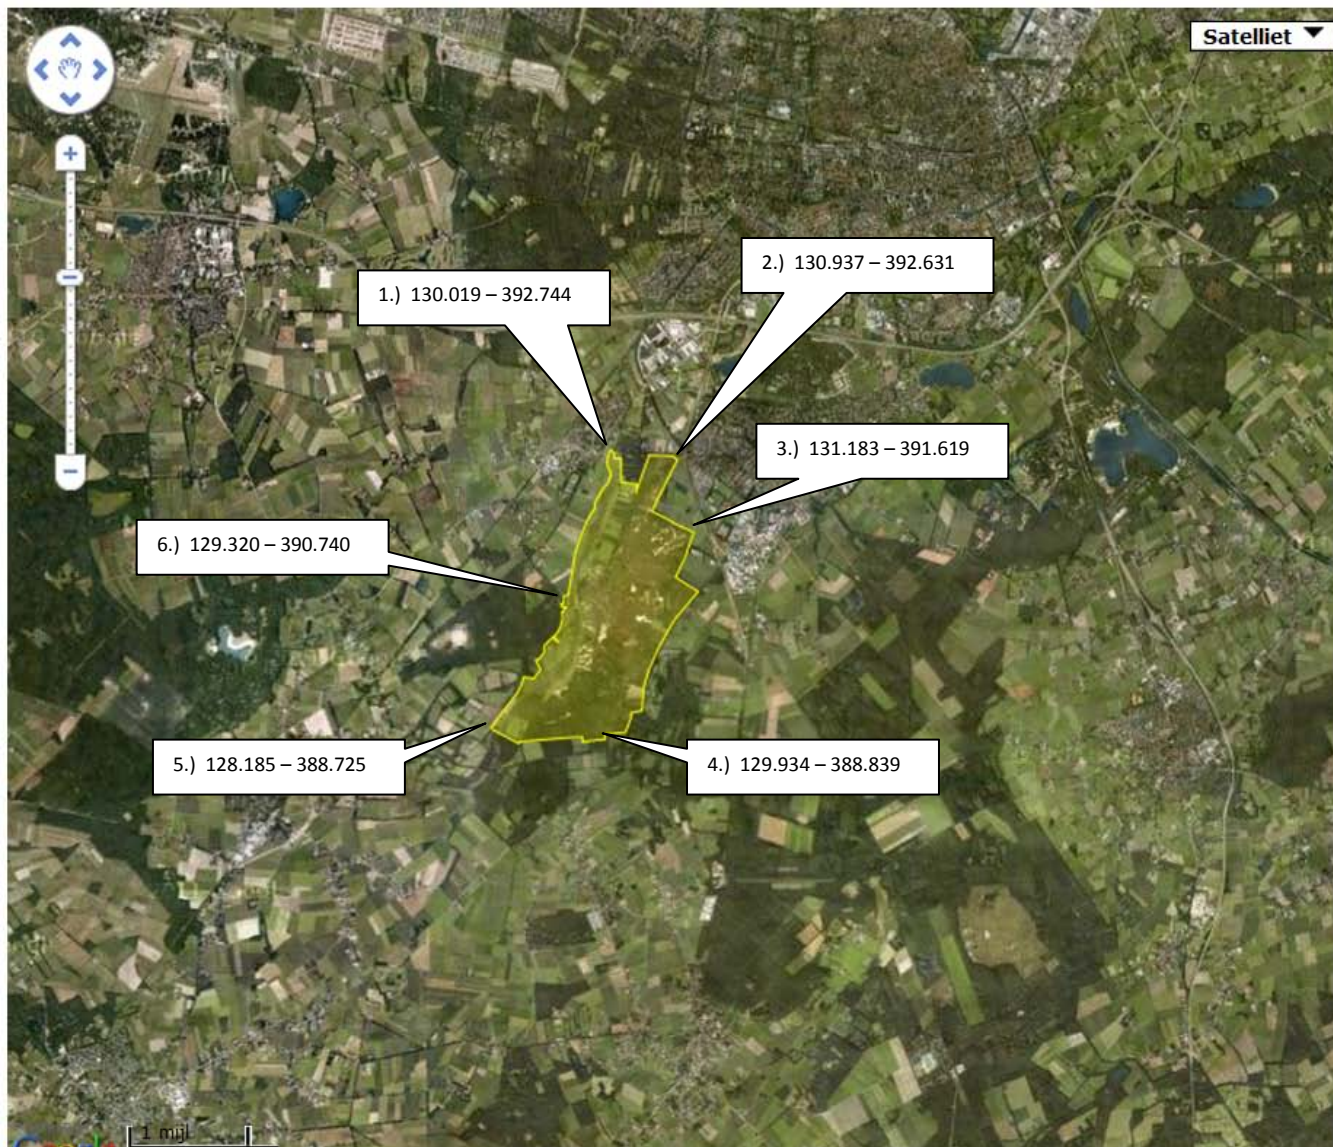 Satelliet
2.) 130.937 – 392.631
1.) 130.019 – 392.744
3.) 131.183 – 391.619
6.) 129.320 – 390.740
5.) 128.185 – 388.725
4.) 129.934 – 388.839
1 mijl
Google